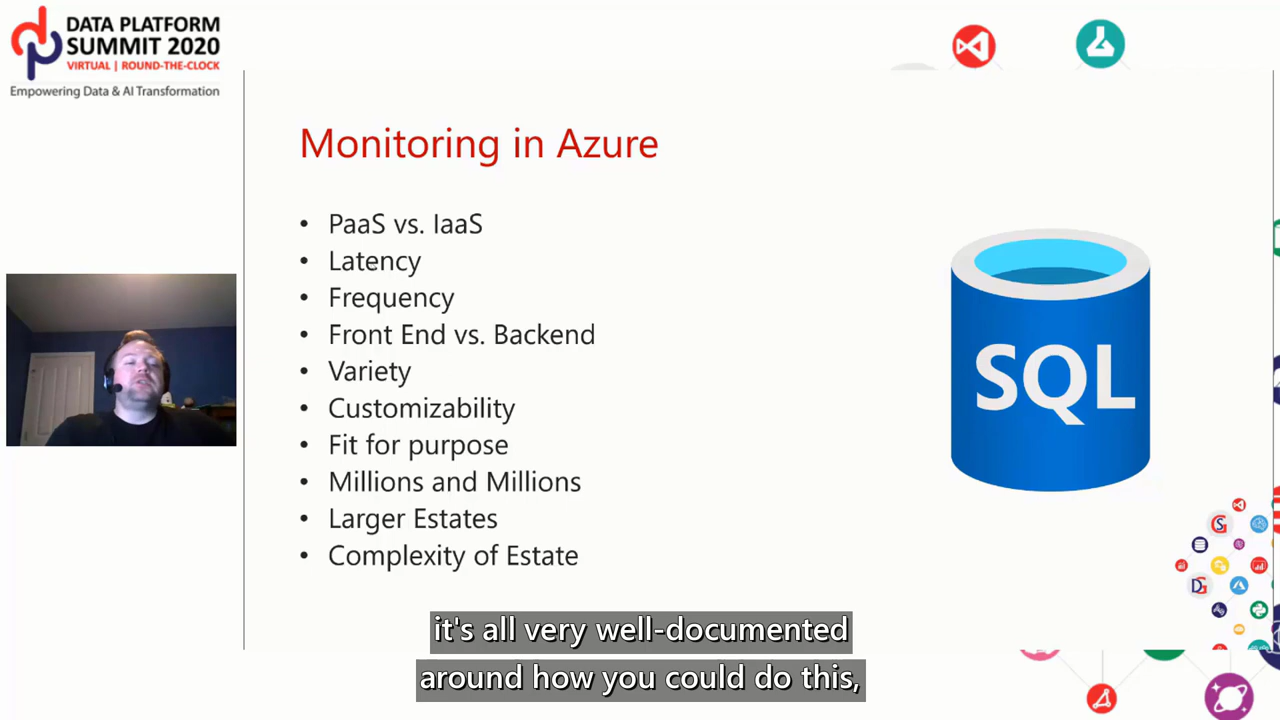 DATA PLATFORM
SUMMIT 2020
VIRTUAL | ROUND-THE-CLOCK
Empowering Data & AI Transformation
Monitoring in Azure
• PaaS vs. IaaS
• Latency
• Frequency
• Front End vs. Backend
• Variety
• Customizability
• Fit for purpose
• Millions and Millions
• Larger Estates
• Complexity of Estate
SQL
it's all very well-documented
around how you could do this,